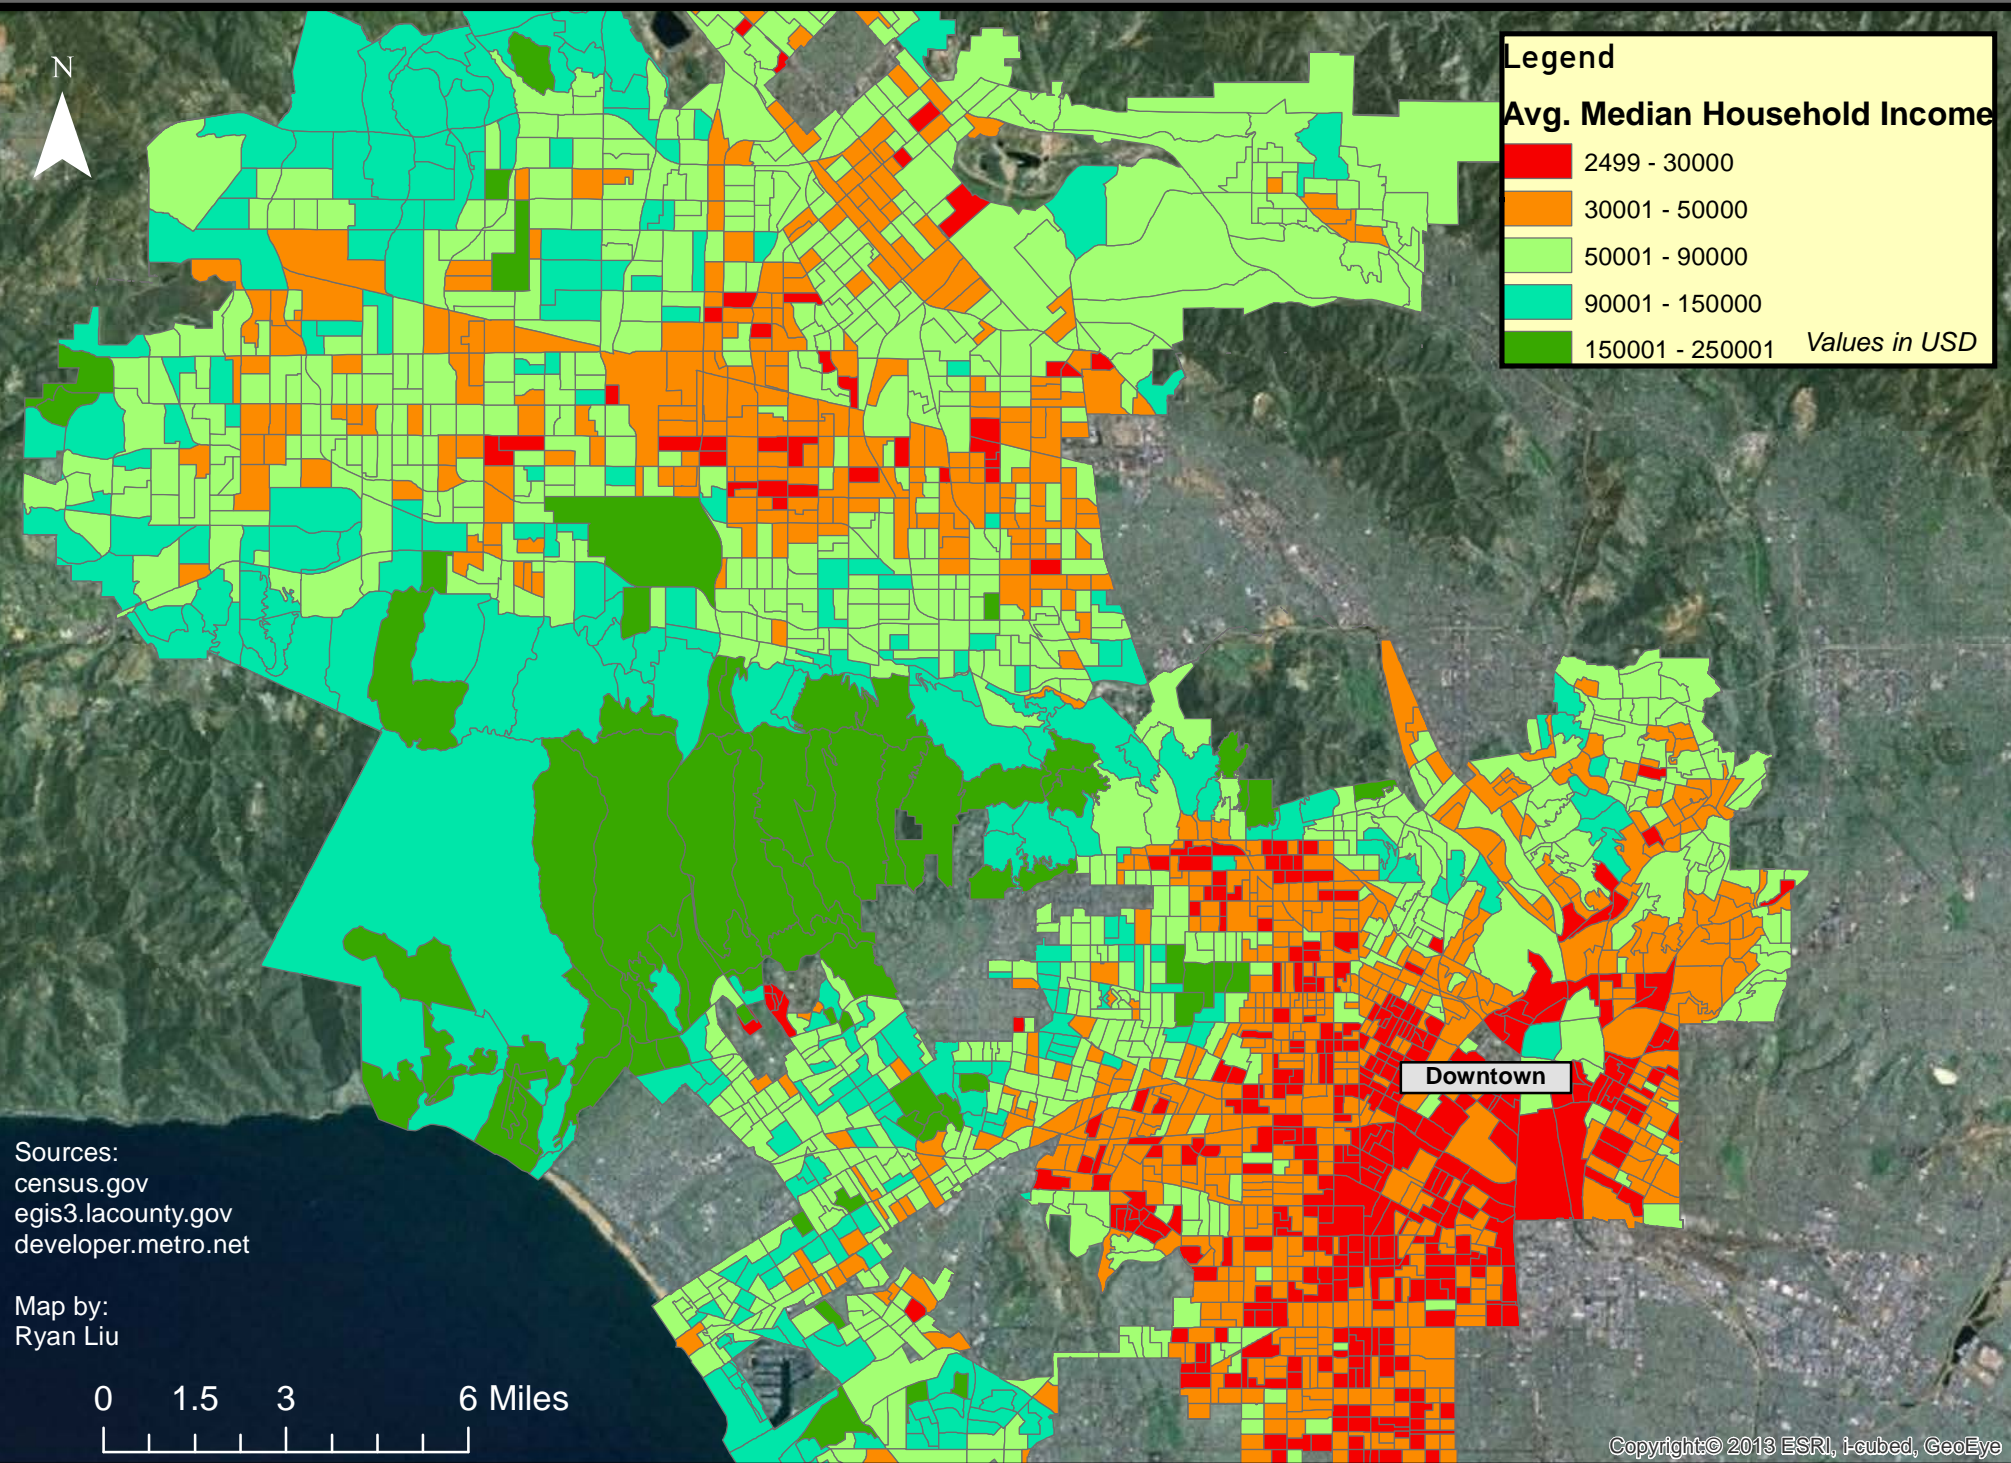 N
Legend
Avg. Median Household Income
2499 - 30000
30001 - 50000
50001 - 90000
90001 - 150000
150001 - 250001
Values in USD
Downtown
Sources:
census.gov
egis3.lacounty.gov
developer.metro.net
Map by:
Ryan Liu
0 1.5 3 6 Miles
Copyright:© 2013 ESRI, i-cubed, GeoEye